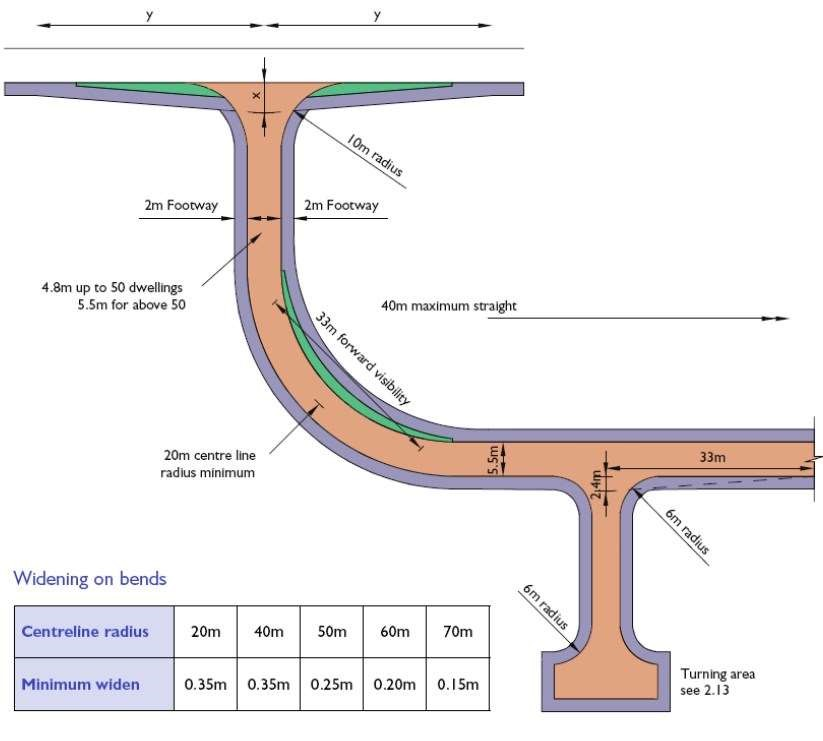 y y
x
10m radius
2m Footway 2m Footway
4.8m up to 50 dwellings
5.5m for above 50
40m maximum straight
33m forward visibility
20m centre line
radius minimum
5.5m
33m
2.4m
6m radius
6m radius
Turning area
see 2.13
Widening on bends
Centreline radius 20m 40m 50m 60m 70m
Minimum widen 0.35m 0.35m 0.25m 0.20m 0.15m